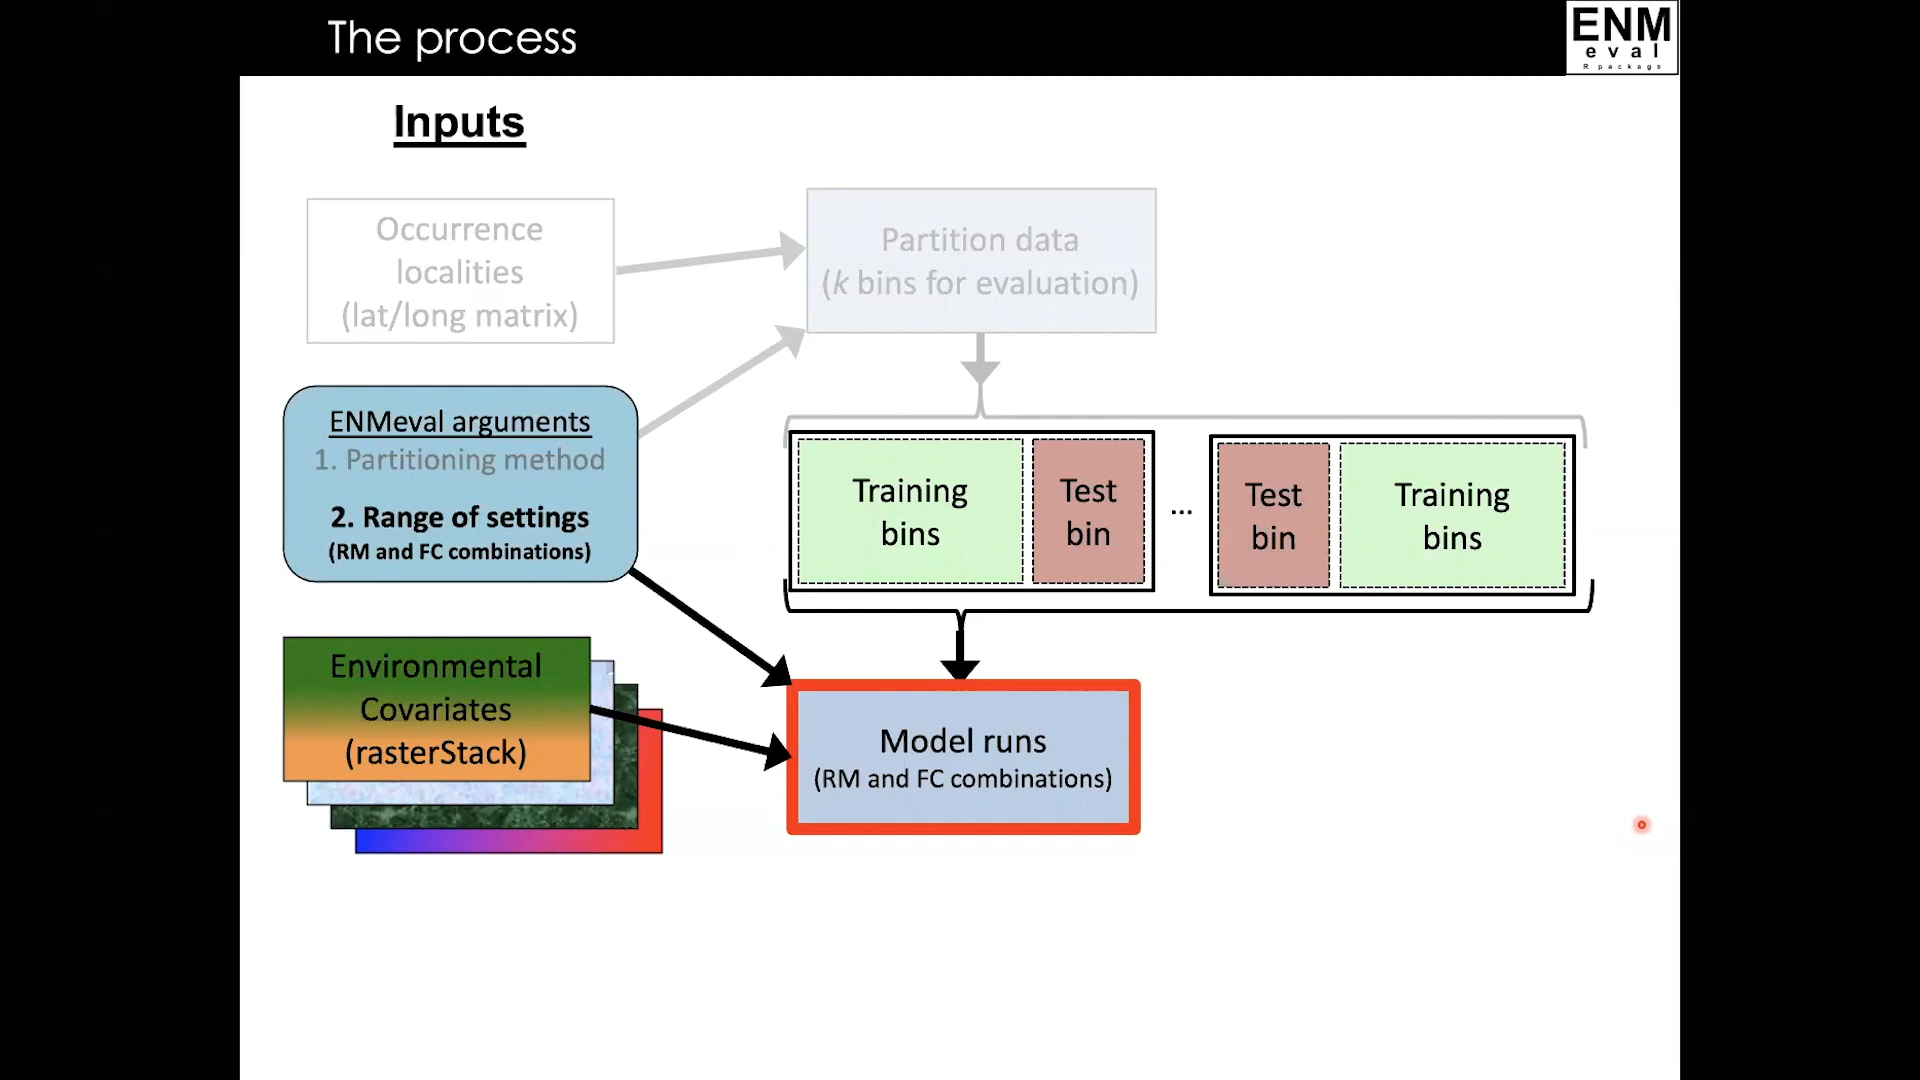 The process
ENM
eval
R package
Inputs
Occurrence
localities
(lat/long matrix)
Partition data
(k bins for evaluation)
ENMeval arguments
1. Partitioning method
2. Range of settings
(RM and FC combinations)
Training
bins
Test
bin
...
Test
bin
Training
bins
Environmental
Covariates
(rasterStack)
Model runs
(RM and FC combinations)